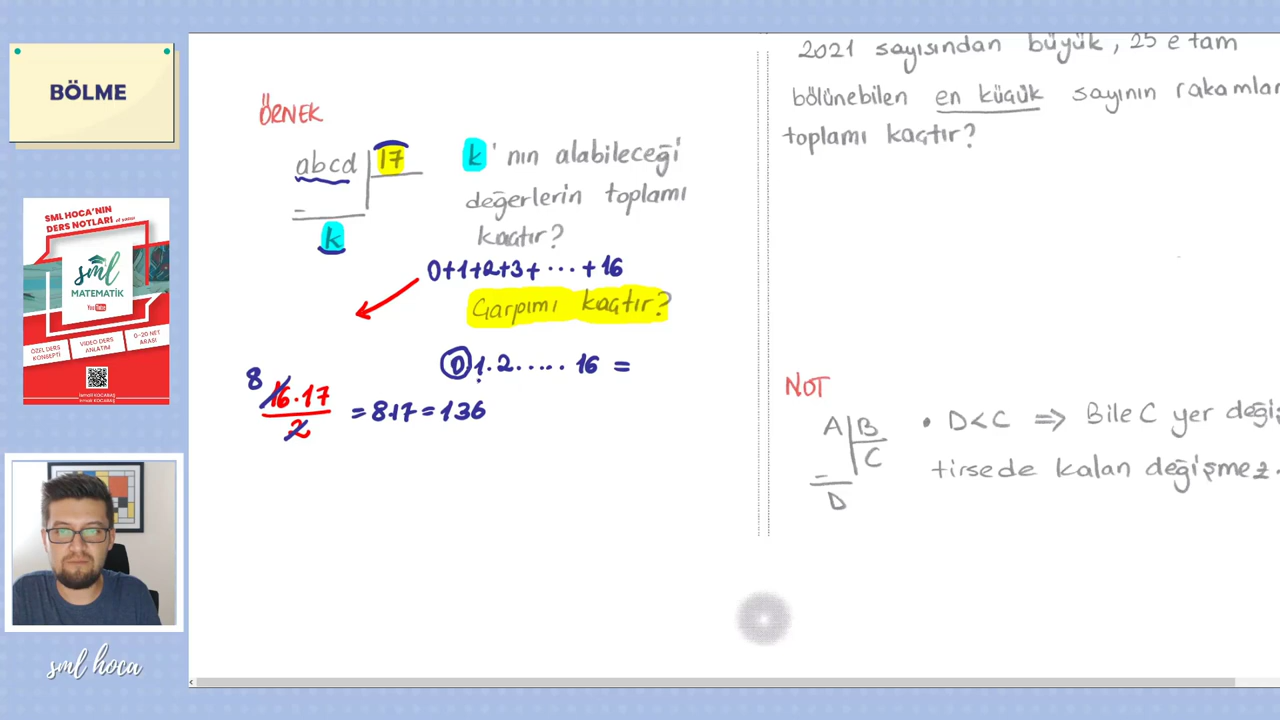 BÖLME
SML HOCA'NIN
DERS NOTLARI
sml
MATEMATİK
YouTube
ÖZEL DERS
KONSEPTİ
VİDEO DERS
ANLATIM
0-20 NET
ARASI
sml hoca
ÖRNEK
abcd 17
k
k'nın alabileceği
değerlerin toplamı
kaçtır?
0+1+2+3+...+16
Çarpımı kaçtır?
0.1.2.....16 =
8
16.17
2
= 8.17 = 136
2021 sayısından büyük, 25 e tam
bölünebilen en küçük sayının rakamlar
toplamı kaçtır?
NOT
A B
C
D
• D<C ⇒ B ile C yer değiş
tirsede kalan değişmez.